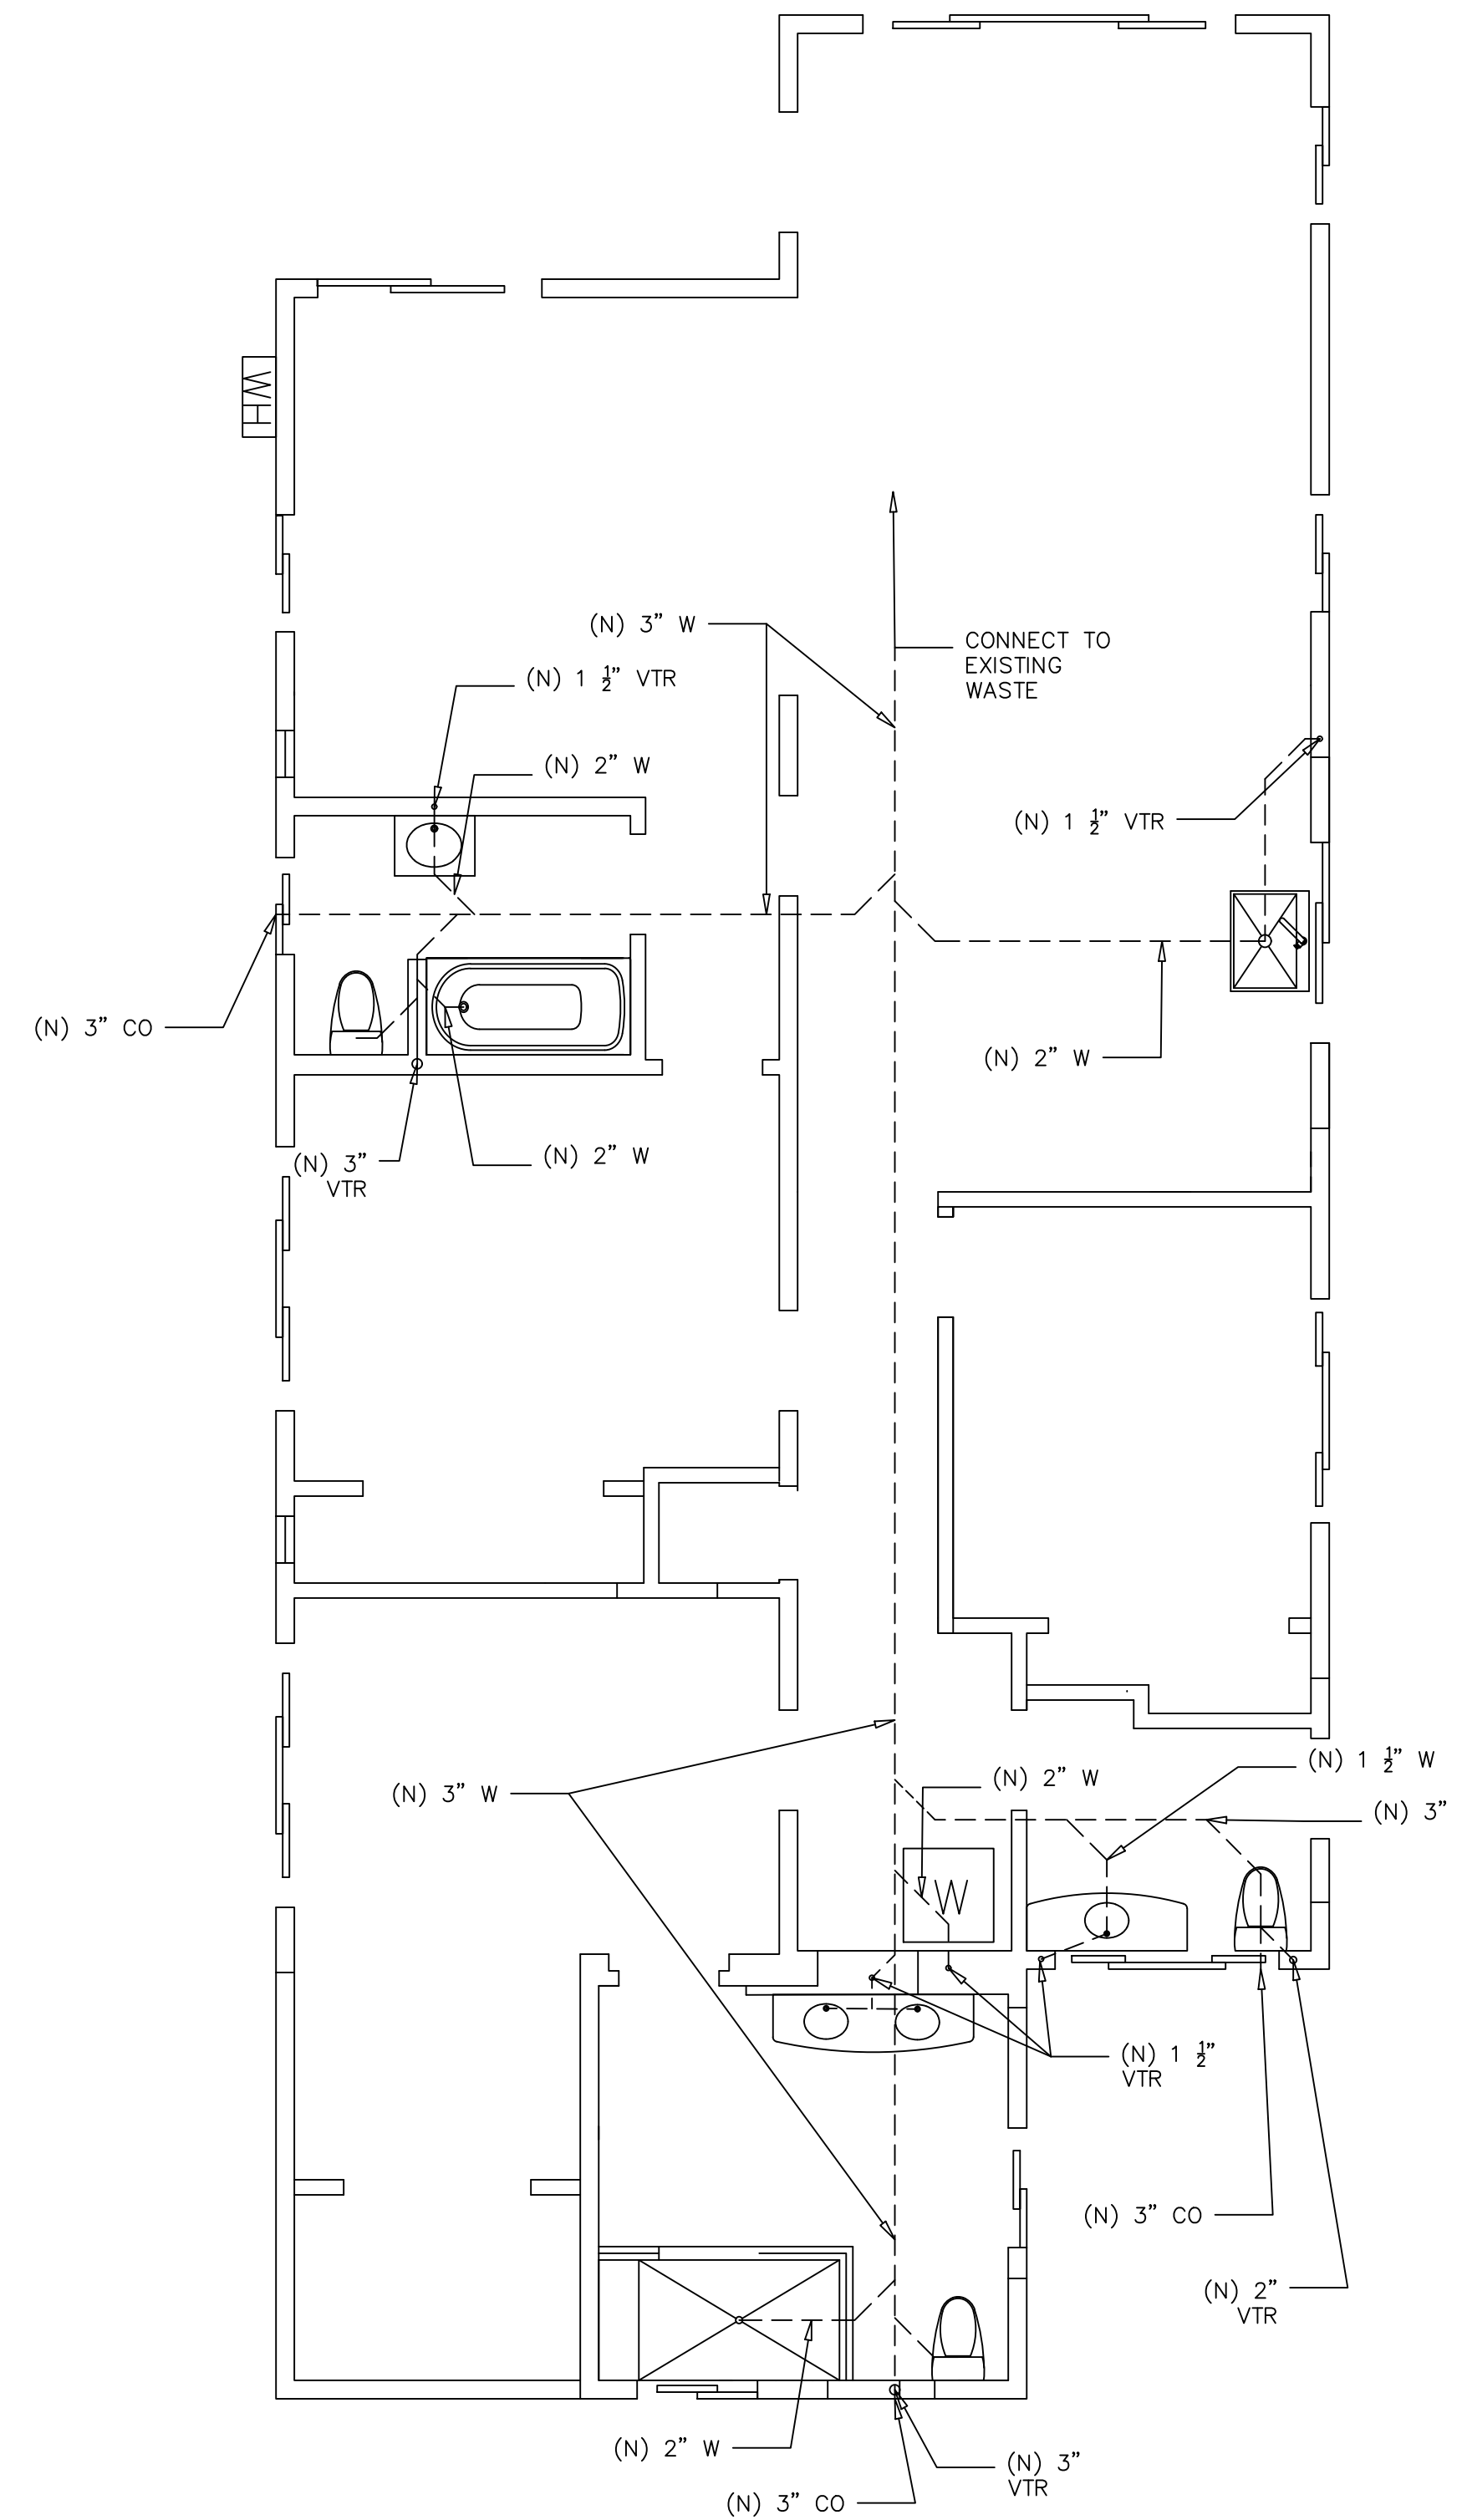 WH
(N) 3” W
CONNECT TO
EXISTING
WASTE
(N) 1 ½” VTR
(N) 2” W
(N) 1 ½” VTR
(N) 3” CO
(N) 2” W
(N) 3”
VTR
(N) 2” W
(N) 1 ½” W
(N) 2” W
(N) 3” W
(N) 3”
W
(N) 1 ½”
VTR
(N) 3” CO
(N) 2”
VTR
(N) 2” W
(N) 3”
VTR
(N) 3” CO